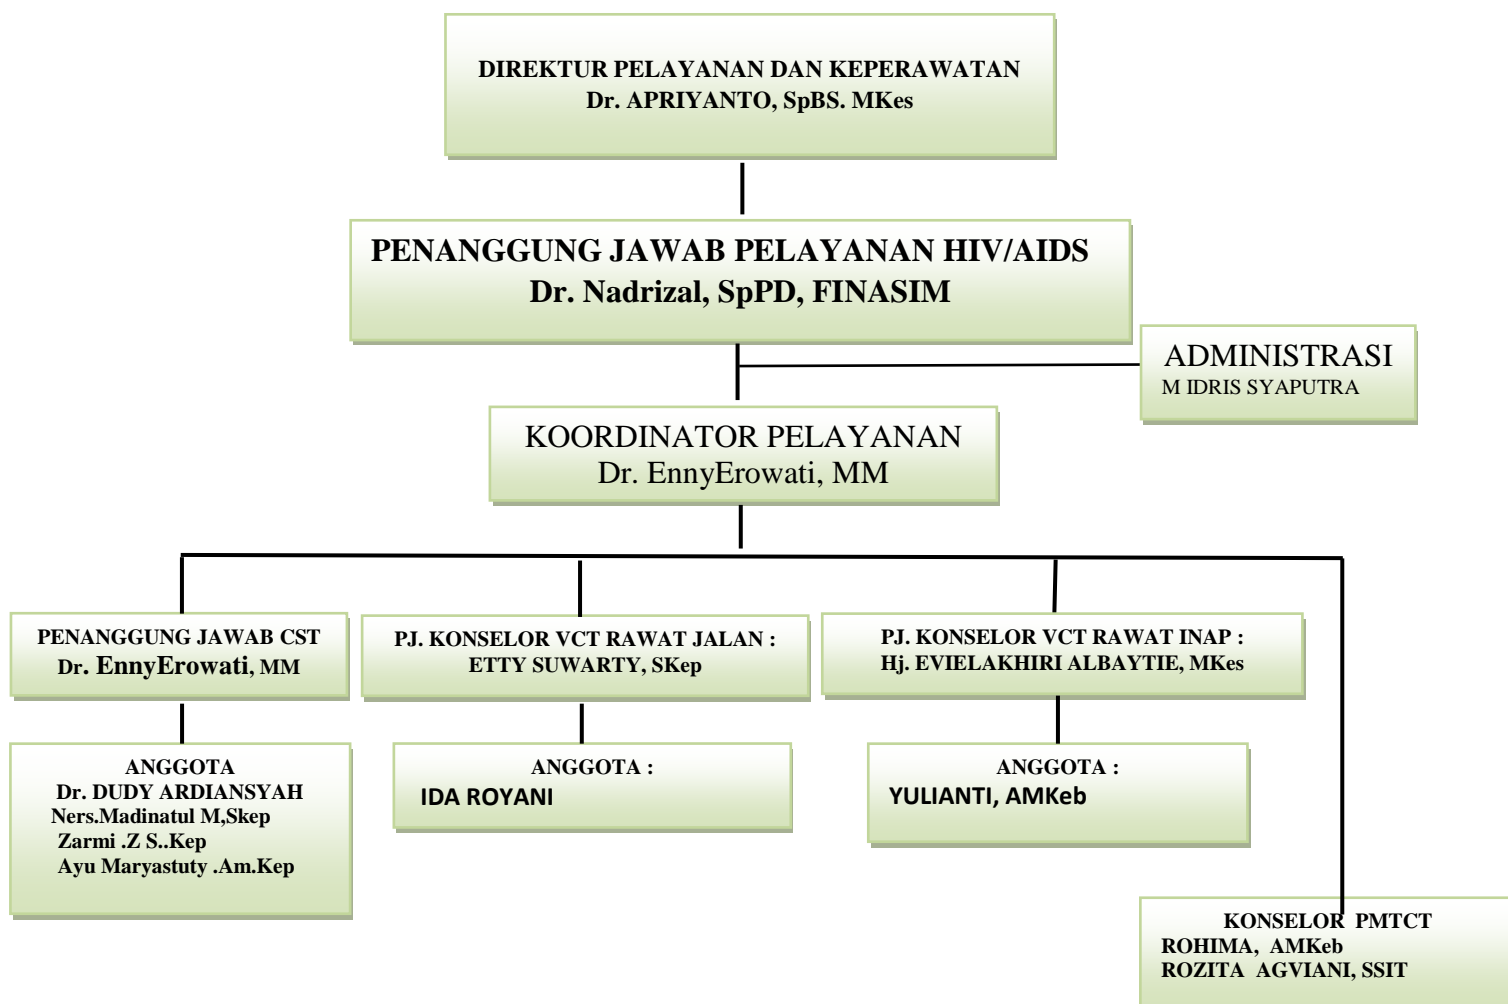 DIREKTUR PELAYANAN DAN KEPERAWATAN
Dr. APRIYANTO, SpBS. MKes
PENANGGUNG JAWAB PELAYANAN HIV/AIDS
Dr. Nadrizal, SpPD, FINASIM
ADMINISTRASI
M IDRIS SYAPUTRA
KOORDINATOR PELAYANAN
Dr. EnnyErowati, MM
PENANGGUNG JAWAB CST
Dr. EnnyErowati, MM
PJ. KONSELOR VCT RAWAT JALAN :
ETTY SUWARTY, SKep
PJ. KONSELOR VCT RAWAT INAP :
Hj. EVIELAKHIRI ALBAYTIE, MKes
ANGGOTA
Dr. DUDY ARDIANSYAH
Ners.Madinatul M,Skep
Zarmi .Z S..Kep
Ayu Maryastuty .Am.Kep
ANGGOTA :
IDA ROYANI
ANGGOTA :
YULIANTI, AMKeb
KONSELOR PMTCT
ROHIMA, AMKeb
ROZITA AGVIANI, SSIT